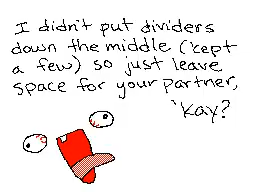 I didn't put dividers
down the middle ('cept
a few) so just leave
space for your partner,
'kay?